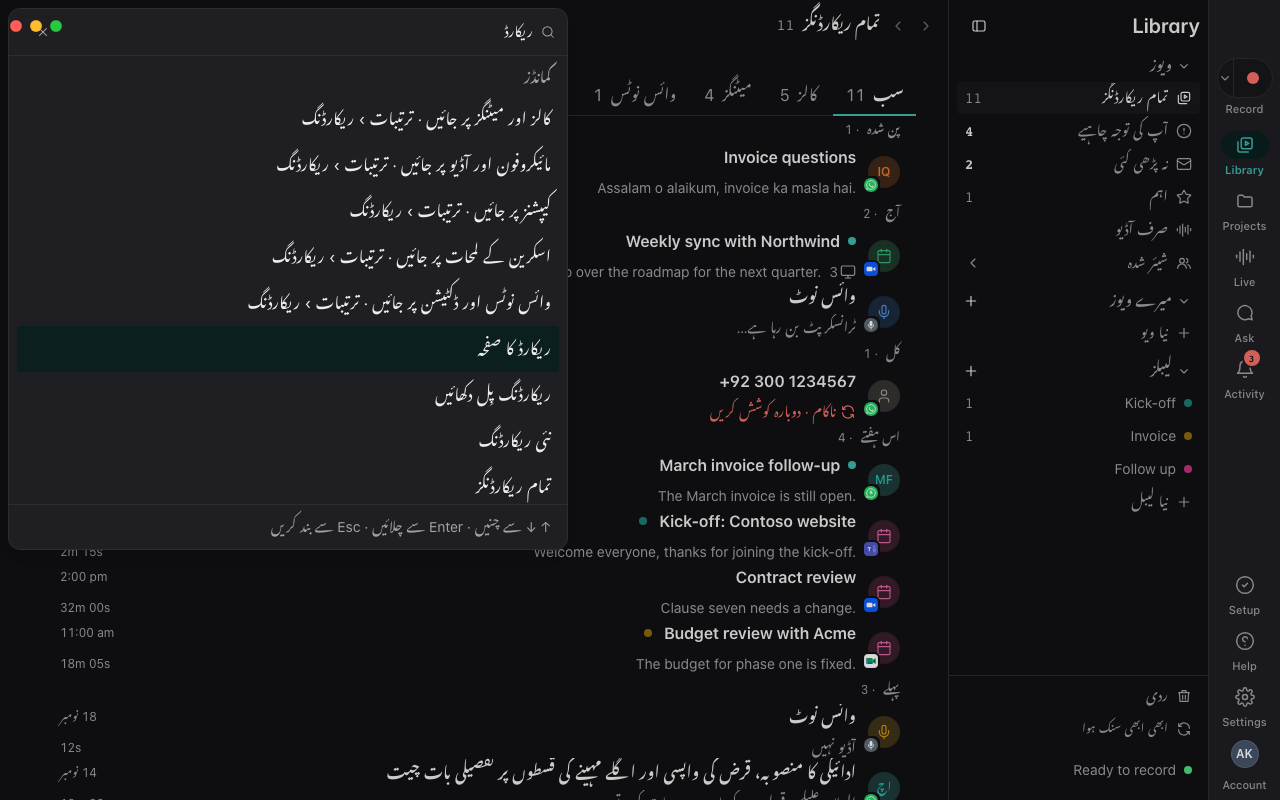 ریکارڈ
کمانڈز
کالز اور میٹنگز پر جائیں · ترتیبات › ریکارڈنگ
مائیکروفون اور آڈیو پر جائیں · ترتیبات › ریکارڈنگ
کیپشنز پر جائیں · ترتیبات › ریکارڈنگ
اسکرین کے لمحات پر جائیں · ترتیبات › ریکارڈنگ
وائس نوٹس اور ڈکٹیشن پر جائیں · ترتیبات › ریکارڈنگ
ریکارڈ کا صفحہ
ریکارڈنگ پِل دکھائیں
نئی ریکارڈنگ
تمام ریکارڈنگز
↑ ↓ سے چنیں · Enter سے چلائیں · Esc سے بند کریں
Record
Library
Projects
Live
Ask
3
Activity
Setup
Help
Settings
AK
Account
Library
ویوز
تمام ریکارڈنگز 11
آپ کی توجہ چاہیے 4
نہ پڑھی گئی 2
اہم 1
صرف آڈیو
شیئر شدہ
میرے ویوز
نیا ویو
لیبلز
Kick-off 1
Invoice 1
Follow up
نیا لیبل
ردی
ابھی ابھی سنک ہوا
Ready to record
تمام ریکارڈنگز 11
سب 11
کالز 5
میٹنگز 4
وائس نوٹس 1
پن شدہ · 1
IQ
Invoice questions
Assalam o alaikum, invoice ka masla hai.
آج · 2
Weekly sync with Northwind
over the roadmap for the next quarter. 3
وائس نوٹ
ٹرانسکرپٹ بن رہا ہے...
کل · 1
+92 300 1234567
ناکام · دوبارہ کوشش کریں
اس ہفتے · 4
MF
March invoice follow-up
The March invoice is still open.
Kick-off: Contoso website
Welcome everyone, thanks for joining the kick-off.
2m 15s
Contract review
2:00 pm
Clause seven needs a change.
32m 00s
Budget review with Acme
11:00 am
The budget for phase one is fixed.
18m 05s
پہلے · 3
وائس نوٹ
18 نومبر
آڈیو نہیں
12s
اچ
ادائیگی کا منصوبہ، قرض کی واپسی اور اگلے مہینے کی قسطوں پر تفصیلی بات چیت
14 نومبر